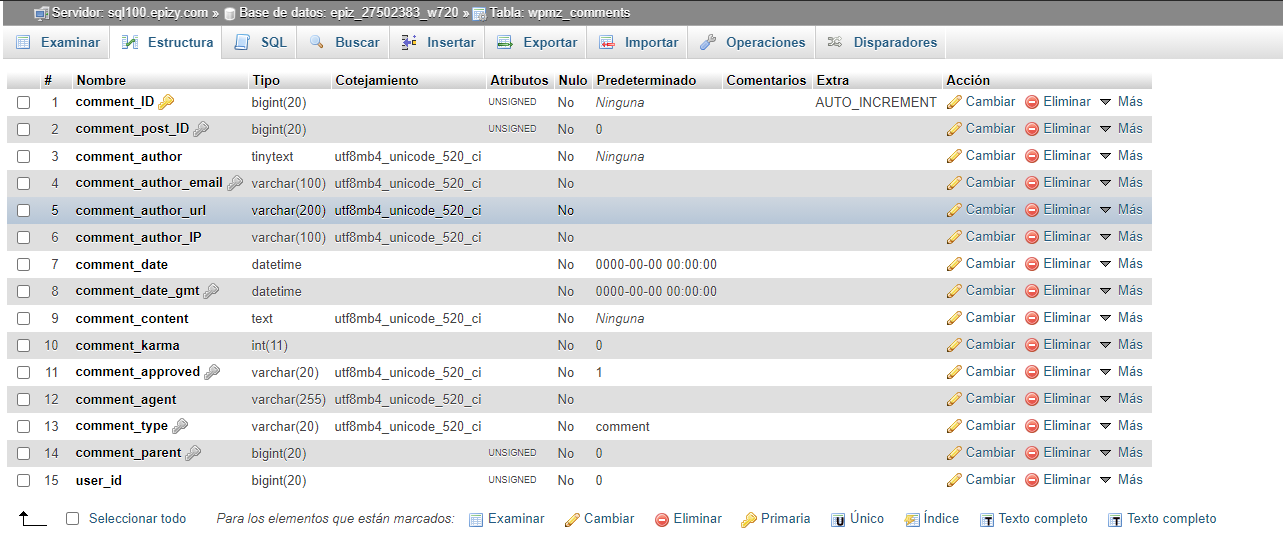 Servidor: sql100.epizy.com » Base de datos: epiz_27502383_w720 » Tabla: wpmz_comments
Examinar Estructura SQL Buscar Insertar Exportar Importar Operaciones Disparadores
# Nombre Tipo Cotejamiento Atributos Nulo Predeterminado Comentarios Extra Acción
1 comment_ID bigint(20) UNSIGNED No Ninguna AUTO_INCREMENT Cambiar Eliminar Más
2 comment_post_ID bigint(20) UNSIGNED No 0 Cambiar Eliminar Más
3 comment_author tinytext utf8mb4_unicode_520_ci No Ninguna Cambiar Eliminar Más
4 comment_author_email varchar(100) utf8mb4_unicode_520_ci No Cambiar Eliminar Más
5 comment_author_url varchar(200) utf8mb4_unicode_520_ci No Cambiar Eliminar Más
6 comment_author_IP varchar(100) utf8mb4_unicode_520_ci No Cambiar Eliminar Más
7 comment_date datetime No 0000-00-00 00:00:00 Cambiar Eliminar Más
8 comment_date_gmt datetime No 0000-00-00 00:00:00 Cambiar Eliminar Más
9 comment_content text utf8mb4_unicode_520_ci No Ninguna Cambiar Eliminar Más
10 comment_karma int(11) No 0 Cambiar Eliminar Más
11 comment_approved varchar(20) utf8mb4_unicode_520_ci No 1 Cambiar Eliminar Más
12 comment_agent varchar(255) utf8mb4_unicode_520_ci No Cambiar Eliminar Más
13 comment_type varchar(20) utf8mb4_unicode_520_ci No comment Cambiar Eliminar Más
14 comment_parent bigint(20) UNSIGNED No 0 Cambiar Eliminar Más
15 user_id bigint(20) UNSIGNED No 0 Cambiar Eliminar Más
Seleccionar todo Para los elementos que están marcados: Examinar Cambiar Eliminar Primaria Único Índice Texto completo Texto completo